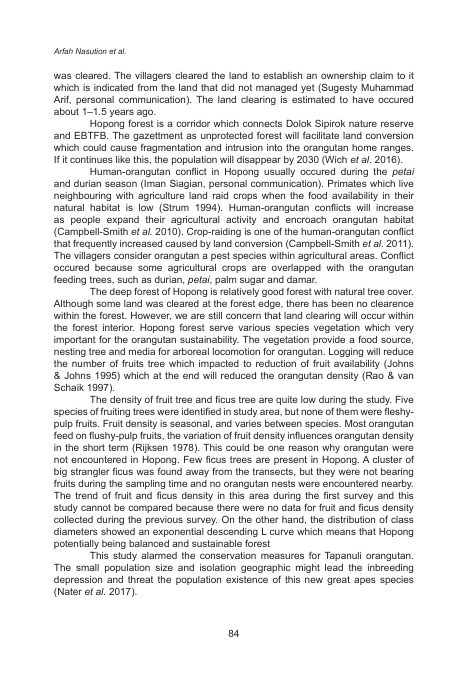 Arfah Nasution et al.
was cleared. The villagers cleared the land to establish an ownership claim to it
which is indicated from the land that did not managed yet (Sugesty Muhammad
Arif, personal communication). The land clearing is estimated to have occured
about 1–1.5 years ago.
Hopong forest is a corridor which connects Dolok Sipirok nature reserve
and EBTFB. The gazettment as unprotected forest will facilitate land conversion
which could cause fragmentation and intrusion into the orangutan home ranges.
If it continues like this, the population will disappear by 2030 (Wich et al. 2016).
Human-orangutan conflict in Hopong usually occured during the petai
and durian season (Iman Siagian, personal communication). Primates which live
neighbouring with agriculture land raid crops when the food availability in their
natural habitat is low (Strum 1994). Human-orangutan conflicts will increase
as people expand their agricultural activity and encroach orangutan habitat
(Campbell-Smith et al. 2010). Crop-raiding is one of the human-orangutan conflict
that frequently increased caused by land conversion (Campbell-Smith et al. 2011).
The villagers consider orangutan a pest species within agricultural areas. Conflict
occured because some agricultural crops are overlapped with the orangutan
feeding trees, such as durian, petai, palm sugar and damar.
The deep forest of Hopong is relatively good forest with natural tree cover.
Although some land was cleared at the forest edge, there has been no clearence
within the forest. However, we are still concern that land clearing will occur within
the forest interior. Hopong forest serve various species vegetation which very
important for the orangutan sustainability. The vegetation provide a food source,
nesting tree and media for arboreal locomotion for orangutan. Logging will reduce
the number of fruits tree which impacted to reduction of fruit availability (Johns
& Johns 1995) which at the end will reduced the orangutan density (Rao & van
Schaik 1997).
The density of fruit tree and ficus tree are quite low during the study. Five
species of fruiting trees were identified in study area, but none of them were fleshy-
pulp fruits. Fruit density is seasonal, and varies between species. Most orangutan
feed on flushy-pulp fruits, the variation of fruit density influences orangutan density
in the short term (Rijksen 1978). This could be one reason why orangutan were
not encountered in Hopong. Few ficus trees are present in Hopong. A cluster of
big strangler ficus was found away from the transects, but they were not bearing
fruits during the sampling time and no orangutan nests were encountered nearby.
The trend of fruit and ficus density in this area during the first survey and this
study cannot be compared because there were no data for fruit and ficus density
collected during the previous survey. On the other hand, the distribution of class
diameters showed an exponential descending L curve which means that Hopong
potentially being balanced and sustainable forest
This study alarmed the conservation measures for Tapanuli orangutan.
The small population size and isolation geographic might lead the inbreeding
depression and threat the population existence of this new great apes species
(Nater et al. 2017).
84